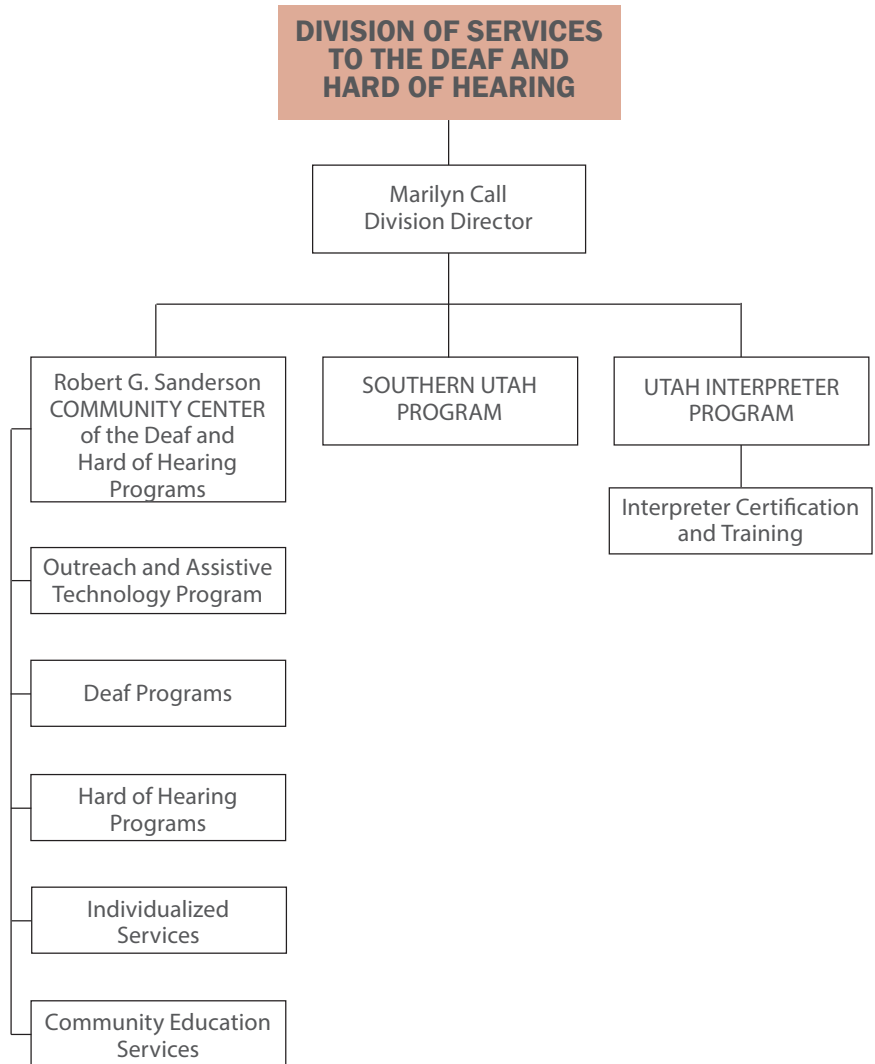 DIVISION OF SERVICES
TO THE DEAF AND
HARD OF HEARING
Marilyn Call
Division Director
Robert G. Sanderson
COMMUNITY CENTER
of the Deaf and
Hard of Hearing
Programs
SOUTHERN UTAH
PROGRAM
UTAH INTERPRETER
PROGRAM
Interpreter Certification
and Training
Outreach and Assistive
Technology Program
Deaf Programs
Hard of Hearing
Programs
Individualized
Services
Community Education
Services